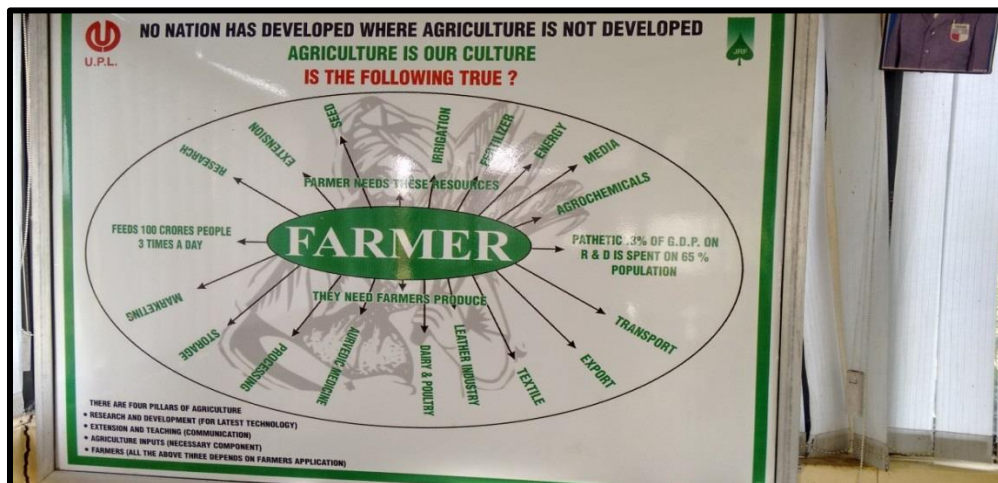 U.P.L.
NO NATION HAS DEVELOPED WHERE AGRICULTURE IS NOT DEVELOPED
JRF
AGRICULTURE IS OUR CULTURE
IS THE FOLLOWING TRUE ?
RESEARCH
EXTENSION
SEED
IRRIGATION
FERTILIZER
ENERGY
MEDIA
AGROCHEMICALS
FARMER NEEDS THESE RESOURCES
FEEDS 100 CRORES PEOPLE
3 TIMES A DAY
FARMER
PATHETIC .3% OF G.D.P. ON
R & D IS SPENT ON 65 %
POPULATION
THEY NEED FARMERS PRODUCE
MARKETING
STORAGE
PROCESSING
AURVEDIC MEDICINE
DAIRY & POULTRY
LEATHER INDUSTRY
TEXTILE
EXPORT
TRANSPORT
THERE ARE FOUR PILLARS OF AGRICULTURE
• RESEARCH AND DEVELOPMENT (FOR LATEST TECHNOLOGY)
• EXTENSION AND TEACHING (COMMUNICATION)
• AGRICULTURE INPUTS (NECESSARY COMPONENT)
• FARMERS (ALL THE ABOVE THREE DEPENDS ON FARMERS APPLICATION)